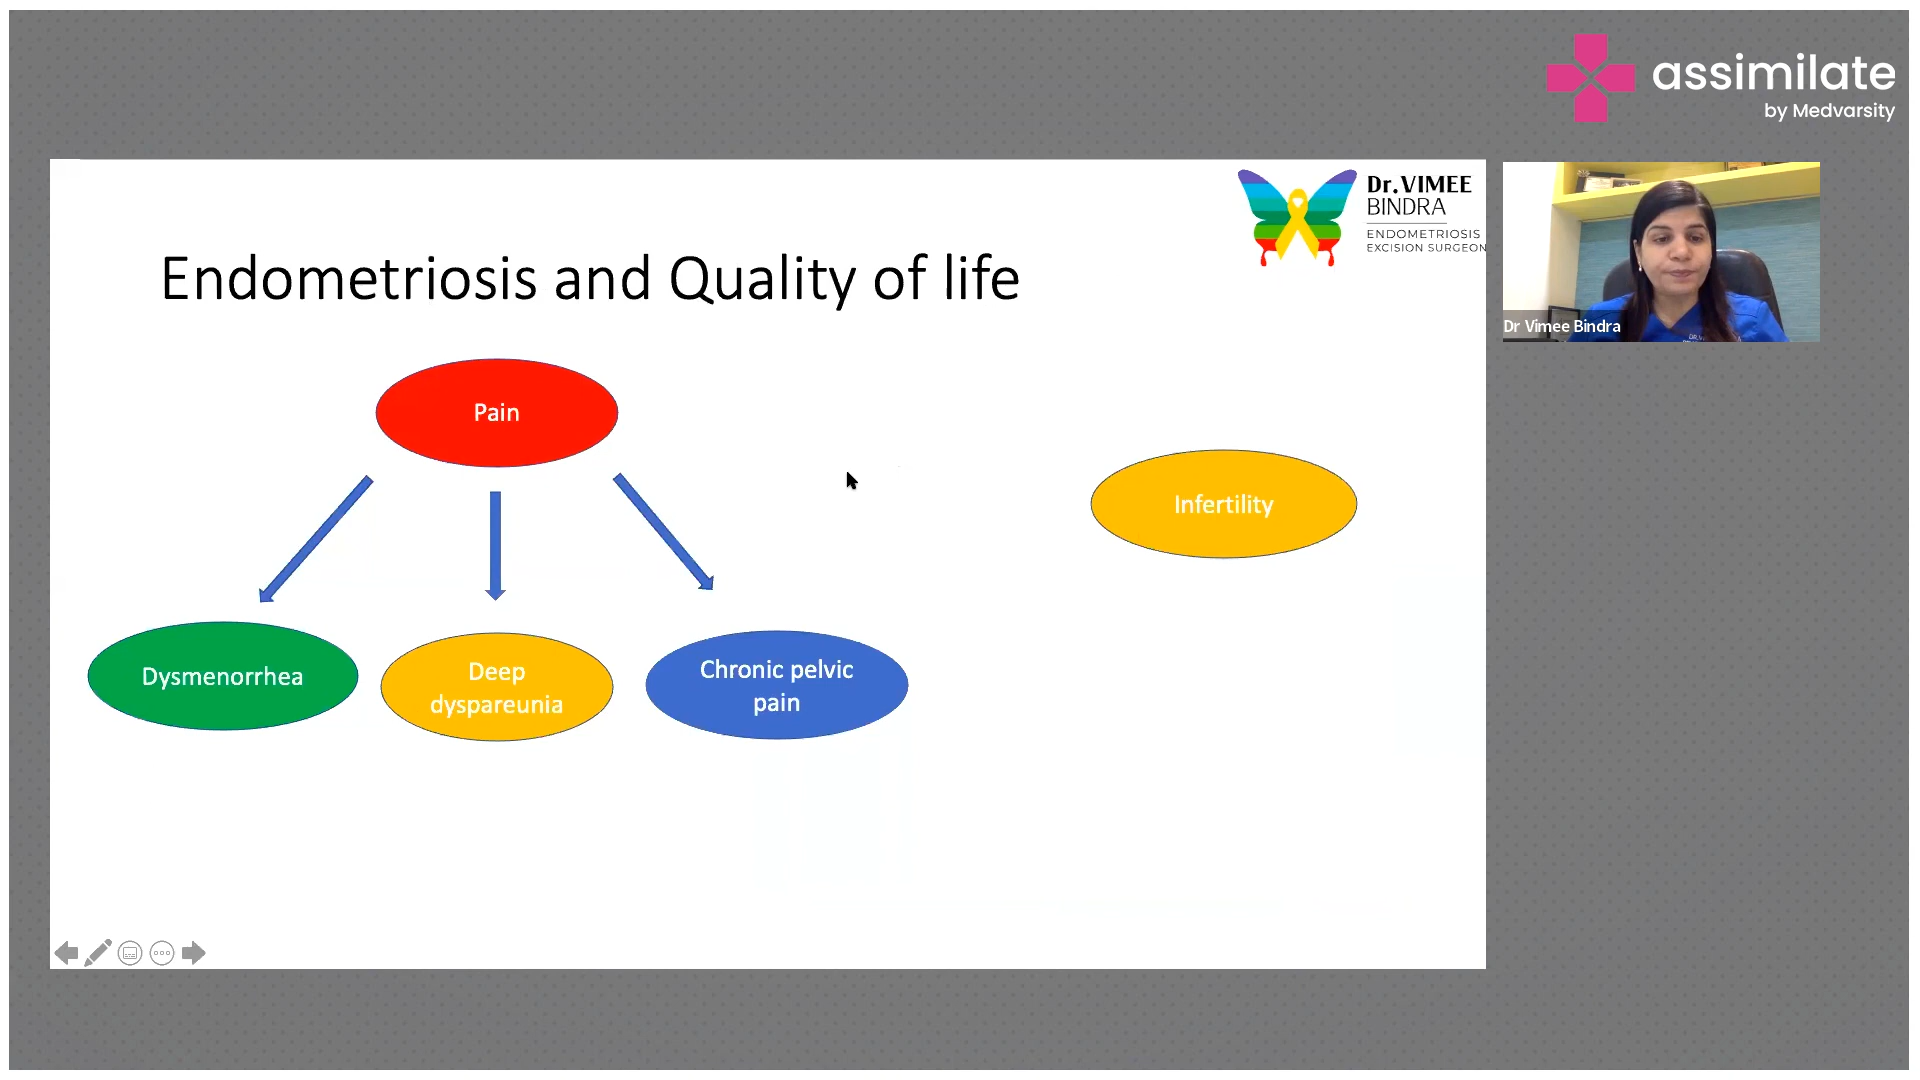 assimilate
by Medvarsity
Dr.VIMEE
BINDRA
ENDOMETRIOSIS
EXCISION SURGEON
Endometriosis and Quality of life
Pain
Infertility
Dysmenorrhea
Deep
dyspareunia
Chronic pelvic
pain
Dr Vimee Bindra